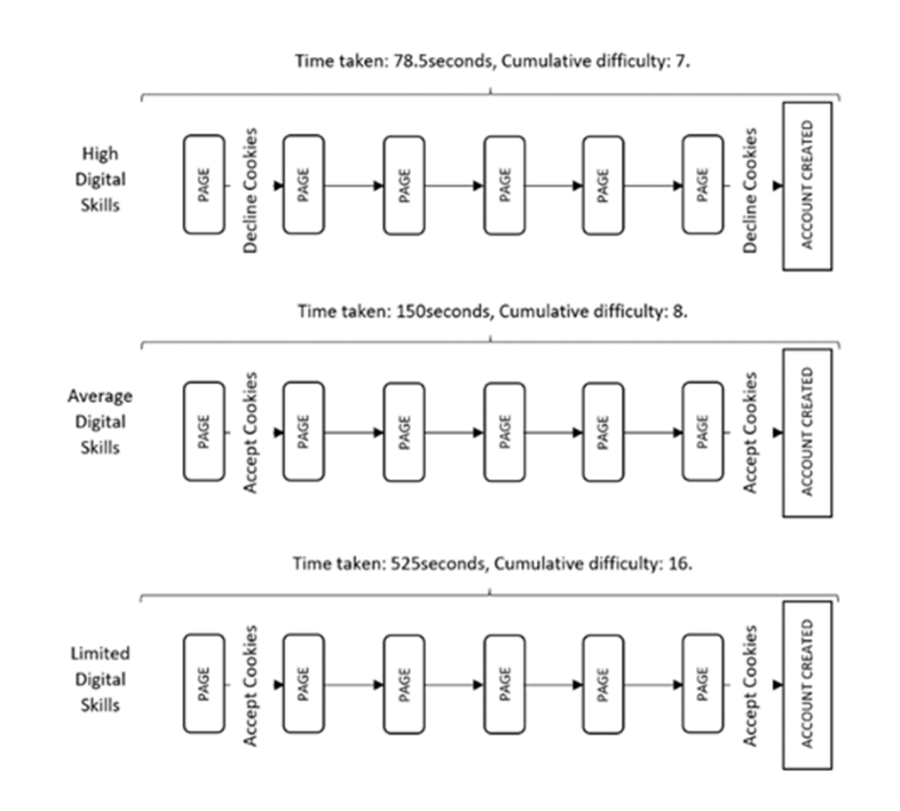 Time taken: 78.5seconds, Cumulative difficulty: 7.
High
Digital
Skills
PAGE
Decline Cookies
PAGE
PAGE
PAGE
PAGE
PAGE
Decline Cookies
ACCOUNT CREATED
Time taken: 150seconds, Cumulative difficulty: 8.
Average
Digital
Skills
PAGE
Accept Cookies
PAGE
PAGE
PAGE
PAGE
PAGE
Accept Cookies
ACCOUNT CREATED
Time taken: 525seconds, Cumulative difficulty: 16.
Limited
Digital
Skills
PAGE
Accept Cookies
PAGE
PAGE
PAGE
PAGE
PAGE
Accept Cookies
ACCOUNT CREATED